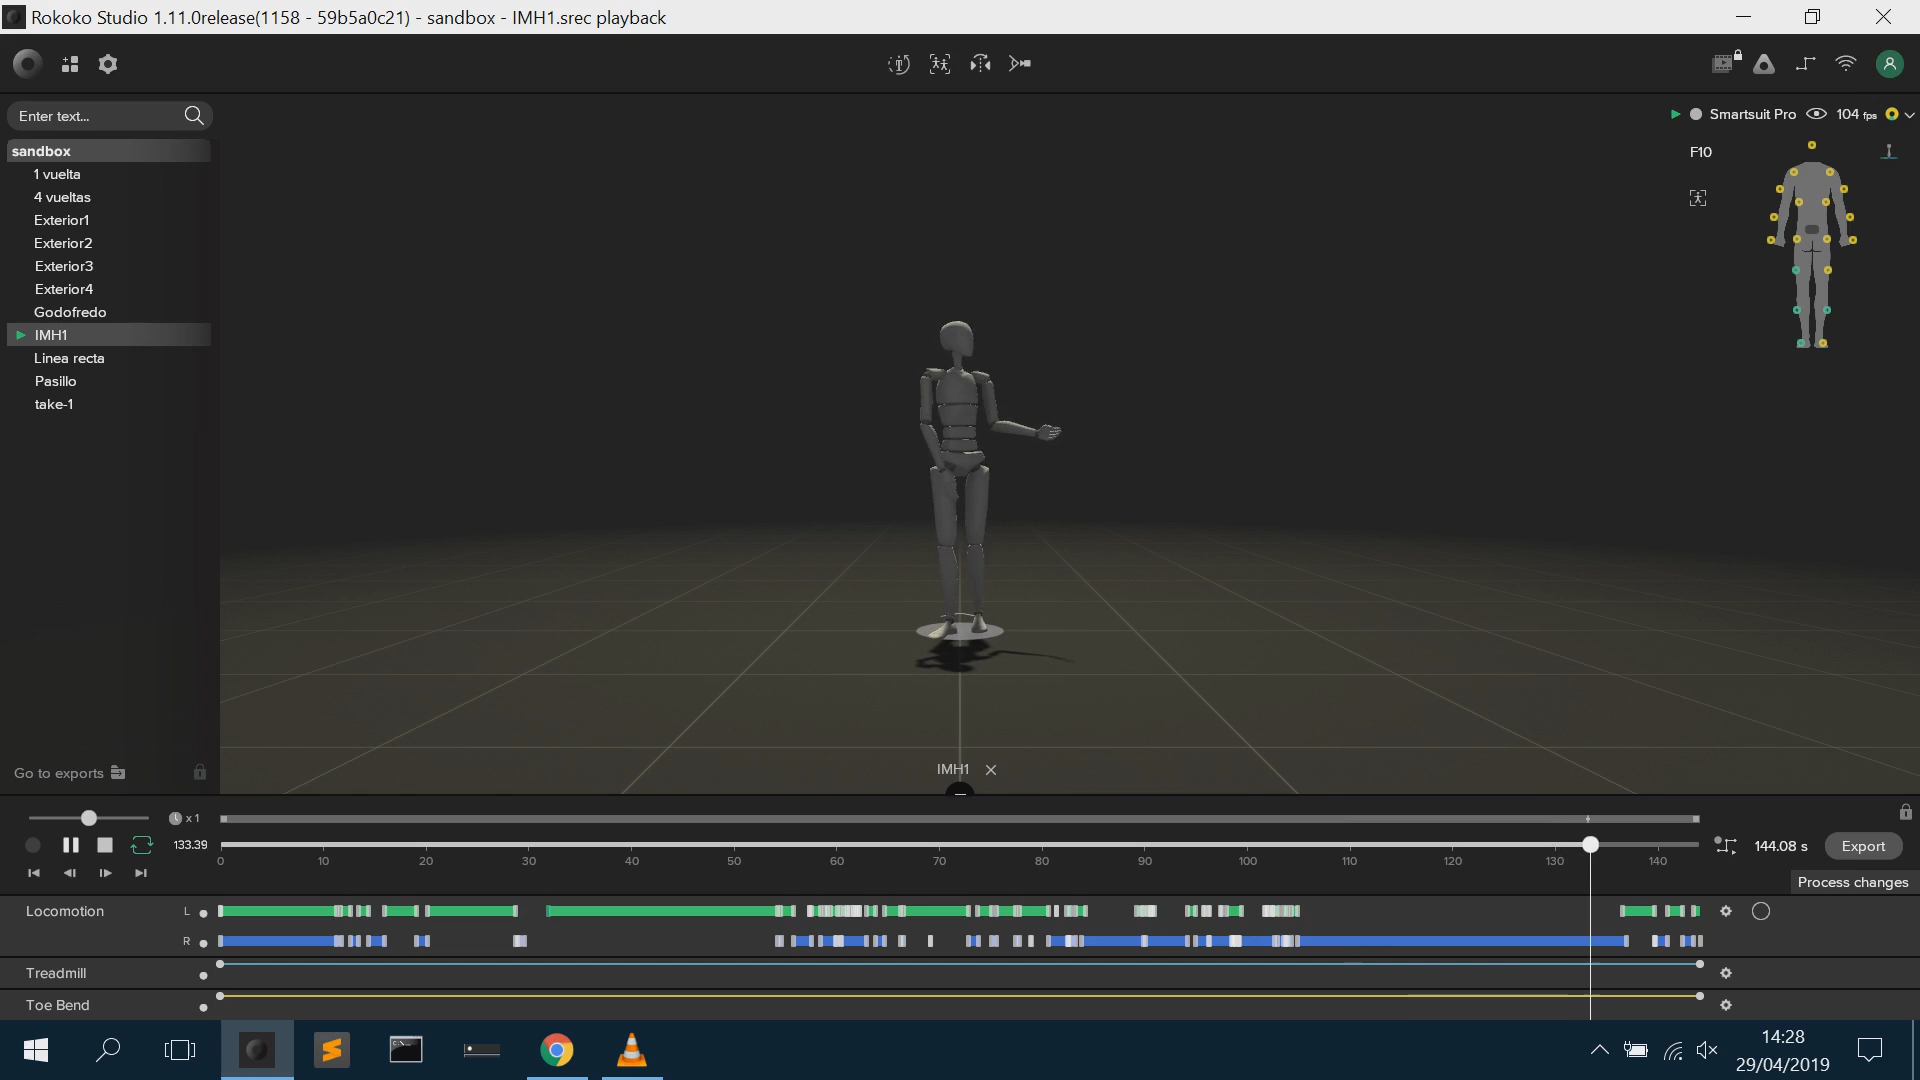 Rokoko Studio 1.11.0release(1158 - 59b5a0c21) - sandbox - IMH1.srec playback
Enter text...
Smartsuit Pro 104 fps
sandbox
F10
1 vuelta
4 vueltas
Exterior1
Exterior2
Exterior3
Exterior4
Godofredo
IMH1
Linea recta
Pasillo
take-1
Go to exports
IMH1
x 1
133.39
144.08 s
Export
0 10 20 30 40 50 60 70 80 90 100 110 120 130 140
Process changes
Locomotion L
R
Treadmill
Toe Bend
14:28
29/04/2019